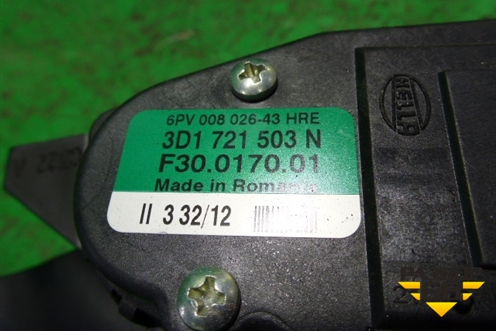 6PV 008 026-43 HRE
3D1 721 503 N
F30.0170.01
Made in Romania
II 3 32/12
HELLA